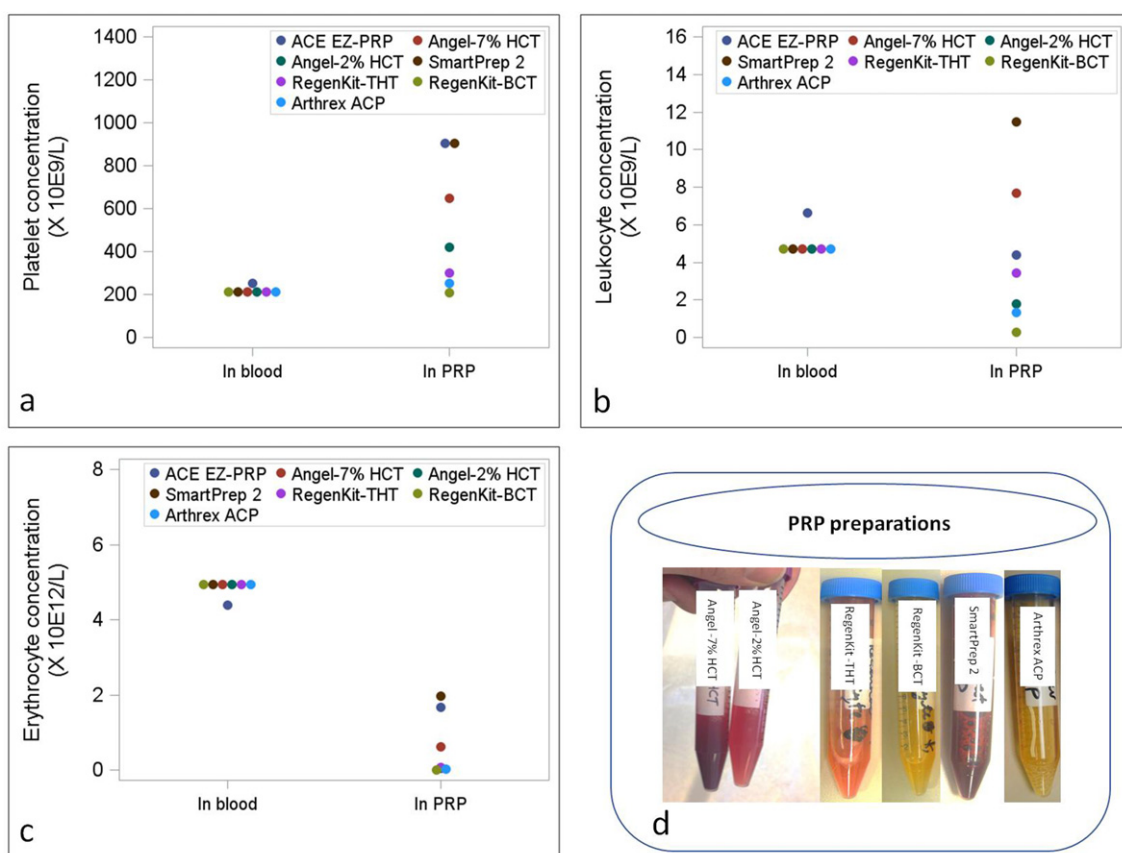 1400
1200
1000
800
600
400
200
0
Platelet concentration
(X 10E9/L)
ACE EZ-PRP Angel-7% HCT
Angel-2% HCT SmartPrep 2
RegenKit-THT RegenKit-BCT
Arthrex ACP
In blood In PRP
a
16
14
12
10
8
6
4
2
0
Leukocyte concentration
(X 10E9/L)
ACE EZ-PRP Angel-7% HCT Angel-2% HCT
SmartPrep 2 RegenKit-THT RegenKit-BCT
Arthrex ACP
In blood In PRP
b
8
6
4
2
0
Erythrocyte concentration
(X 10E12/L)
ACE EZ-PRP Angel-7% HCT Angel-2% HCT
SmartPrep 2 RegenKit-THT RegenKit-BCT
Arthrex ACP
In blood In PRP
c
PRP preparations
Angel -7% HCT
HCT
Angel-2% HCT
RegenKit -THT
RegenKit -BCT
SmartPrep 2
Arthrex ACP
d